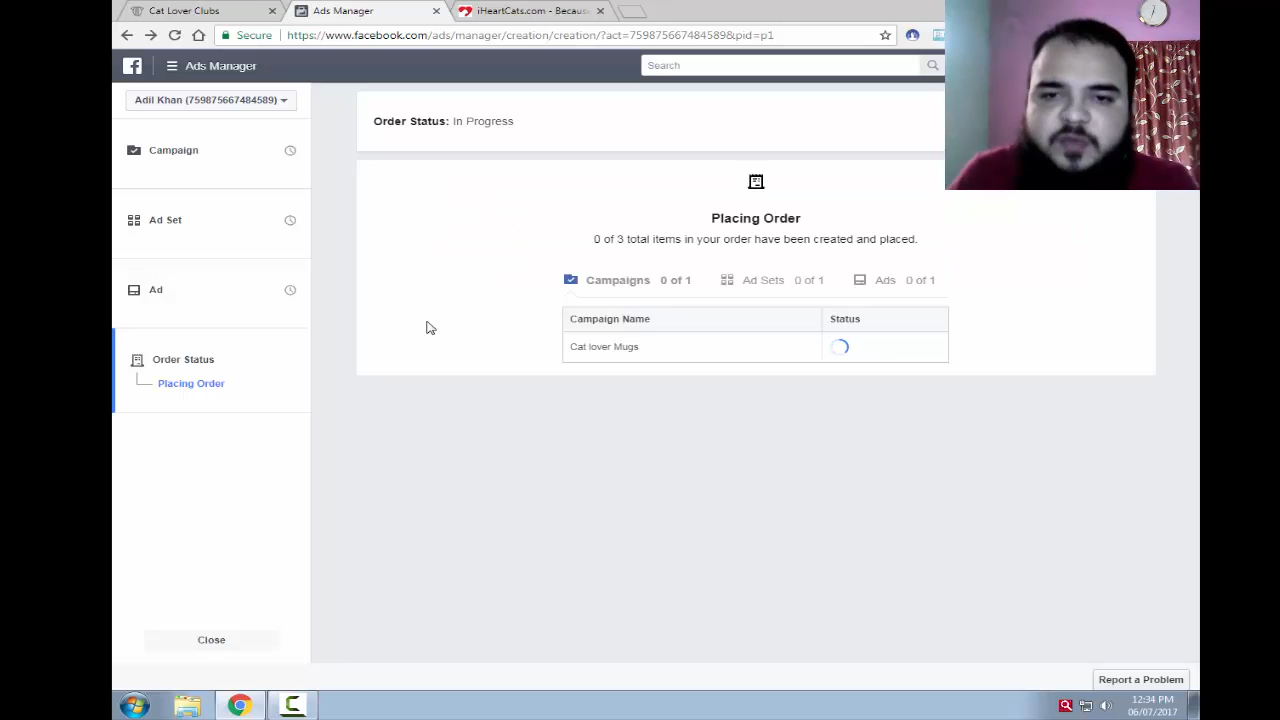 Cat Lover Clubs
Ads Manager
iHeartCats.com - Becaus
Secure
https://www.facebook.com/ads/manager/creation/creation/?act=759875667484589&pid=p1
Ads Manager
Search
Adil Khan (759875667484589)
Order Status: In Progress
Campaign
Placing Order
Ad Set
0 of 3 total items in your order have been created and placed.
Campaigns 0 of 1 Ad Sets 0 of 1 Ads 0 of 1
Ad
Campaign Name Status
Cat lover Mugs
Order Status
Placing Order
Close
Report a Problem
12:34 PM
06/07/2017